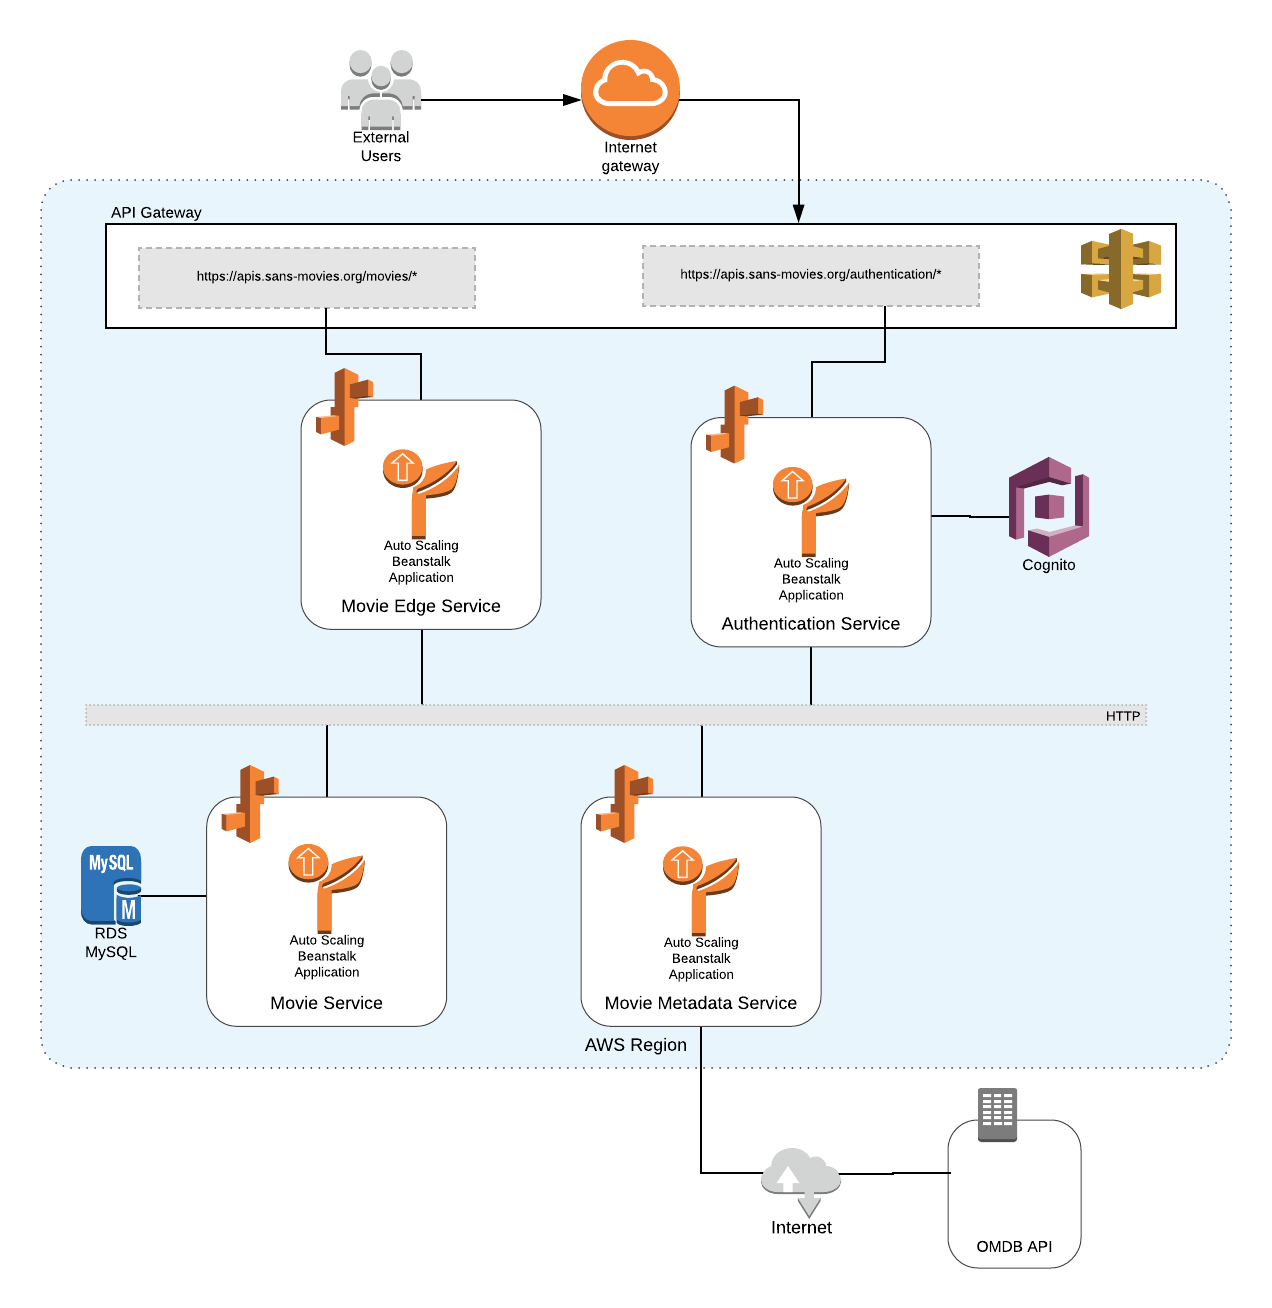 External
Users
Internet
gateway
API Gateway
https://apis.sans-movies.org/movies/*
https://apis.sans-movies.org/authentication/*
Auto Scaling
Beanstalk
Application
Movie Edge Service
Auto Scaling
Beanstalk
Application
Authentication Service
Cognito
HTTP
MySQL
M
RDS
MySQL
Auto Scaling
Beanstalk
Application
Movie Service
Auto Scaling
Beanstalk
Application
Movie Metadata Service
AWS Region
Internet
OMDB API